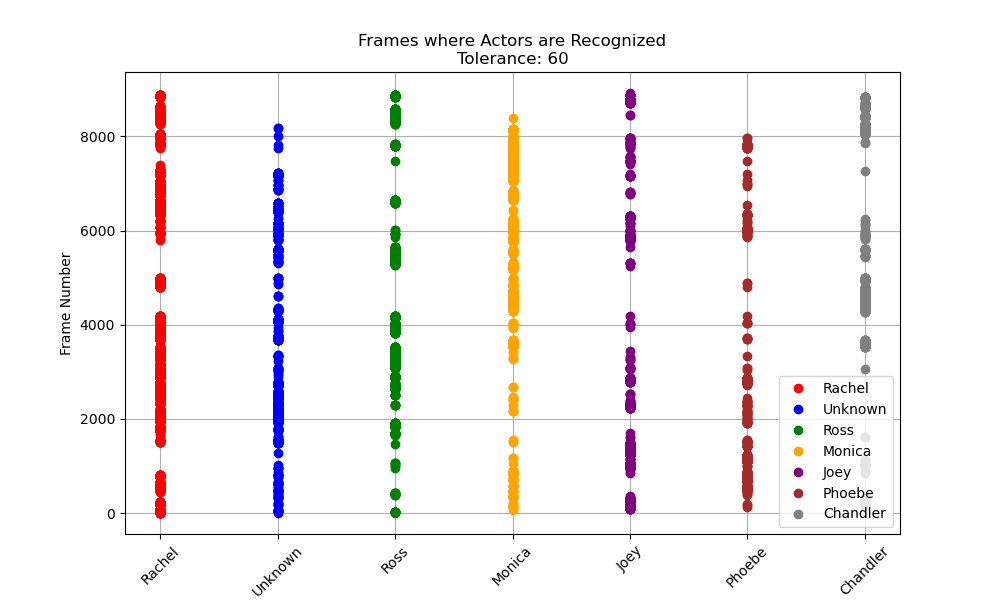 Frames where Actors are Recognized
Tolerance: 60
Frame Number
8000
6000
4000
2000
0
Rachel
Unknown
Ross
Monica
Joey
Phoebe
Chandler
Rachel
Unknown
Ross
Monica
Joey
Phoebe
Chandler